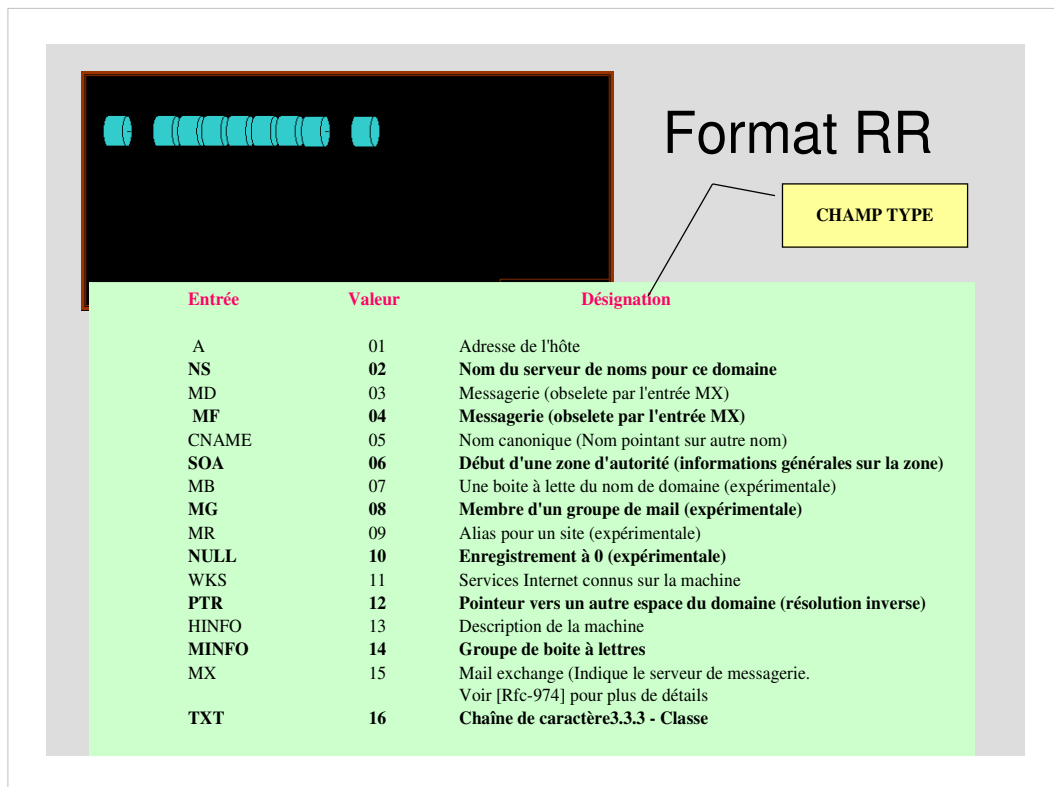 Format RR
CHAMP TYPE
Entrée Valeur Désignation
A 01 Adresse de l'hôte
NS 02 Nom du serveur de noms pour ce domaine
MD 03 Messagerie (obselete par l'entrée MX)
MF 04 Messagerie (obselete par l'entrée MX)
CNAME 05 Nom canonique (Nom pointant sur autre nom)
SOA 06 Début d'une zone d'autorité (informations générales sur la zone)
MB 07 Une boite à lette du nom de domaine (expérimentale)
MG 08 Membre d'un groupe de mail (expérimentale)
MR 09 Alias pour un site (expérimentale)
NULL 10 Enregistrement à 0 (expérimentale)
WKS 11 Services Internet connus sur la machine
PTR 12 Pointeur vers un autre espace du domaine (résolution inverse)
HINFO 13 Description de la machine
MINFO 14 Groupe de boite à lettres
MX 15 Mail exchange (Indique le serveur de messagerie.
Voir [Rfc-974] pour plus de détails
TXT 16 Chaîne de caractère3.3.3 - Classe